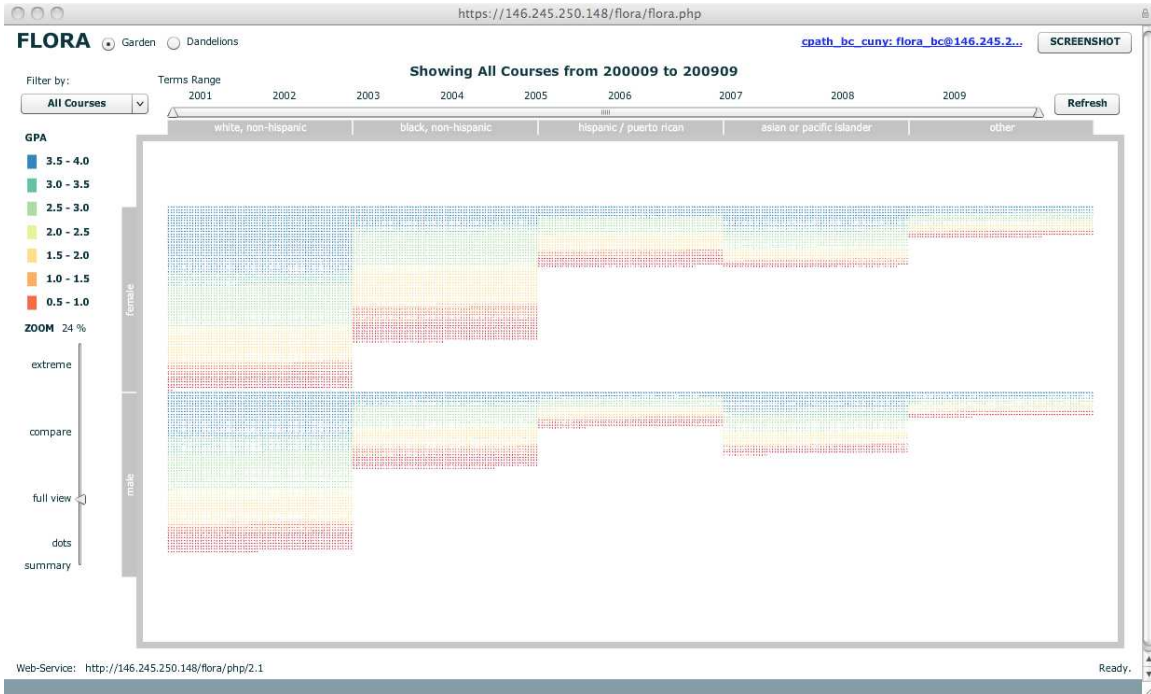 https://146.245.250.148/flora/flora.php
FLORA Garden Dandelions cpath_bc_cuny: flora_bc@146.245.2... SCREENSHOT
Showing All Courses from 200009 to 200909
Filter by: Terms Range
All Courses 2001 2002 2003 2004 2005 2006 2007 2008 2009 Refresh
white, non-hispanic black, non-hispanic hispanic / puerto rican asian or pacific islander other
GPA
3.5 - 4.0
3.0 - 3.5
2.5 - 3.0
2.0 - 2.5
1.5 - 2.0
1.0 - 1.5
0.5 - 1.0
female
ZOOM 24 %
extreme
compare
full view
male
dots
summary
Web-Service: http://146.245.250.148/flora/php/2.1 Ready.